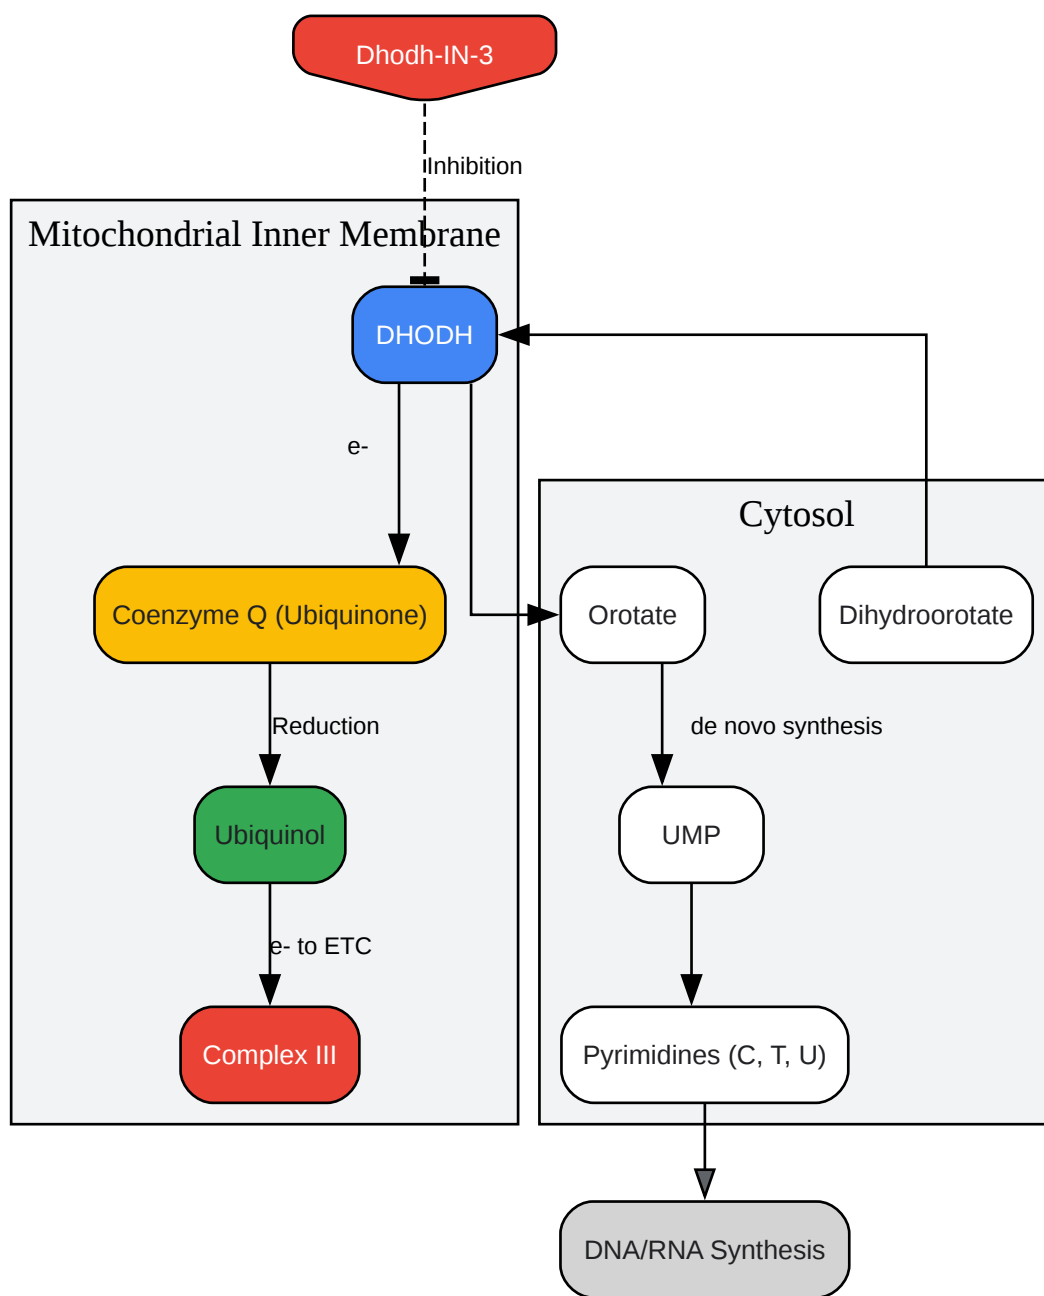 Dhodh-IN-3
Inhibition
Mitochondrial Inner Membrane
DHODH
e-
Cytosol
Coenzyme Q (Ubiquinone)
Orotate
Dihydroorotate
Reduction
de novo synthesis
Ubiquinol
UMP
e- to ETC
Complex III
Pyrimidines (C, T, U)
DNA/RNA Synthesis